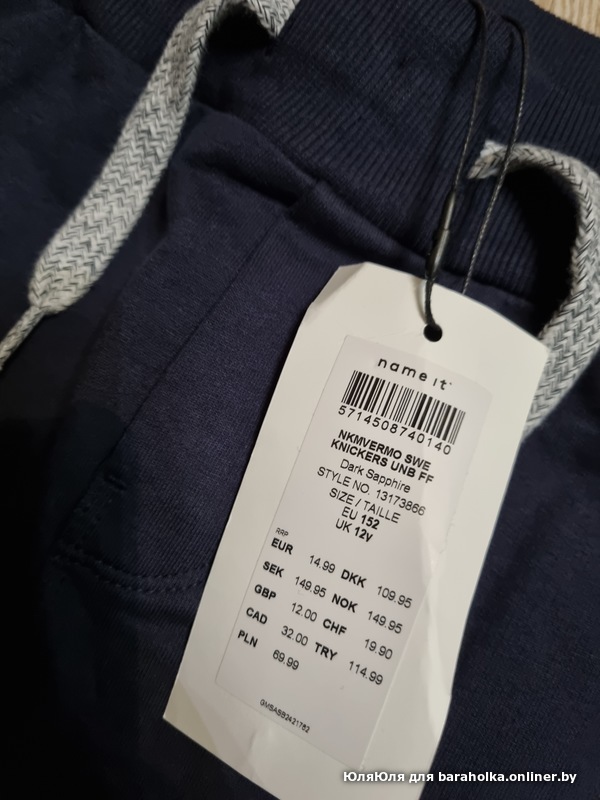 name it
5714508740140
NKMVERMO SWE
KNICKERS UNB FF
Dark Sapphire
STYLE NO. 13173866
SIZE / TAILLE
EU 152
UK 12y
RRP
EUR 14.99 DKK 109.95
SEK 149.95 NOK 149.95
GBP 12.00 CHF 19.90
CAD 32.00 TRY 114.99
PLN 69.99
GMSASB2421782
ЮляЮля для baraholka.onliner.by